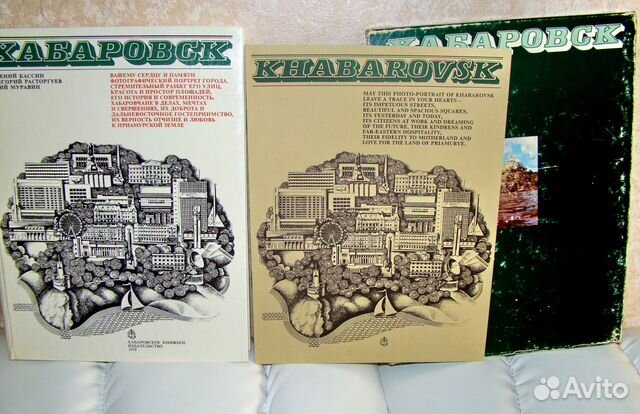 ХАБАРОВСК
ГОРИЙ РАСТОРГУЕВ
ИЙ МУРАВИН
ВАШЕМУ СЕРДЦУ И ПАМЯТИ
ФОТОГРАФИЧЕСКИЙ ПОРТРЕТ ГОРОДА,
СТРЕМИТЕЛЬНЫЙ РАЗБЕГ ЕГО УЛИЦ,
КРАСОТА И ПРОСТОР ПЛОЩАДЕЙ,
ЕГО ИСТОРИЯ И СОВРЕМЕННОСТЬ,
ХАБАРОВЧАНЕ В ДЕЛАХ, МЕЧТАХ
И СВЕРШЕНИЯХ, ИХ ДОБРОТА И
ДАЛЬНЕВОСТОЧНОЕ ГОСТЕПРИИМСТВО,
ИХ ВЕРНОСТЬ ОТЧИЗНЕ И ЛЮБОВЬ
К ПРИАМУРСКОЙ ЗЕМЛЕ
ХАБАРОВСКОЕ КНИЖНОЕ
ИЗДАТЕЛЬСТВО
KHABAROVSK
MAY THIS PHOTO-PORTRAIT OF KHABAROVSK
LEAVE A TRACE IN YOUR HEARTS –
ITS IMPETUOUS STREETS,
BEAUTIFUL AND SPACIOUS SQUARES,
ITS YESTERDAY AND TODAY,
ITS CITIZENS AT WORK AND DREAMING
OF THE FUTURE, THEIR KINDNESS AND
FAR-EASTERN HOSPITALITY,
THEIR FIDELITY TO MOTHERLAND AND
LOVE FOR THE LAND OF PRIAMURYE.
ХАБАРОВСК
Avito